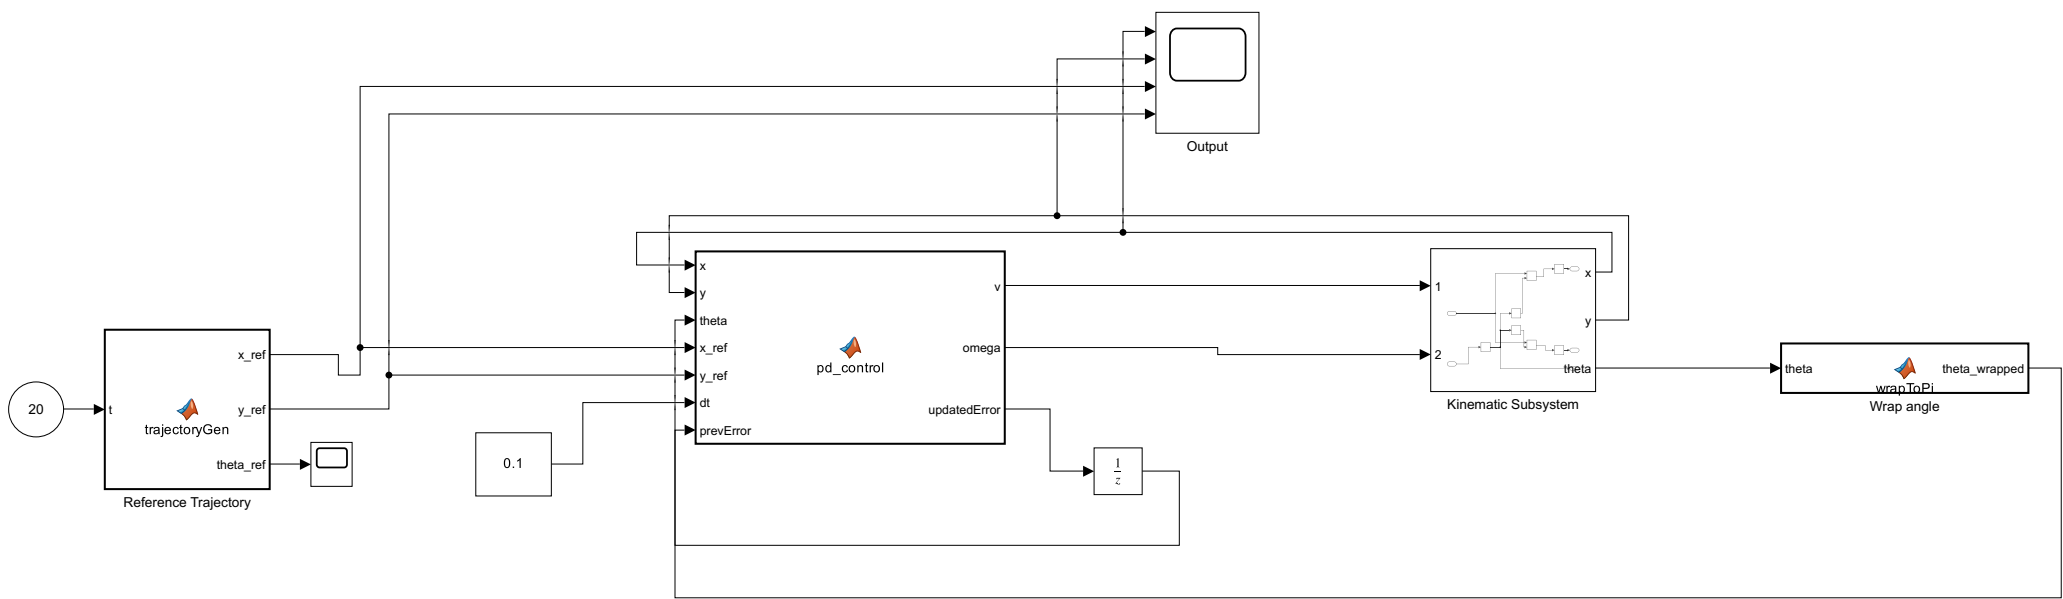 Output
x
y
theta
x_ref
y_ref
dt
prevError
pd_control
v
omega
updatedError
1
2
x
y
theta
Kinematic Subsystem
theta
wrapToPi
theta_wrapped
Wrap angle
20
t
trajectoryGen
x_ref
y_ref
theta_ref
Reference Trajectory
0.1
1
z